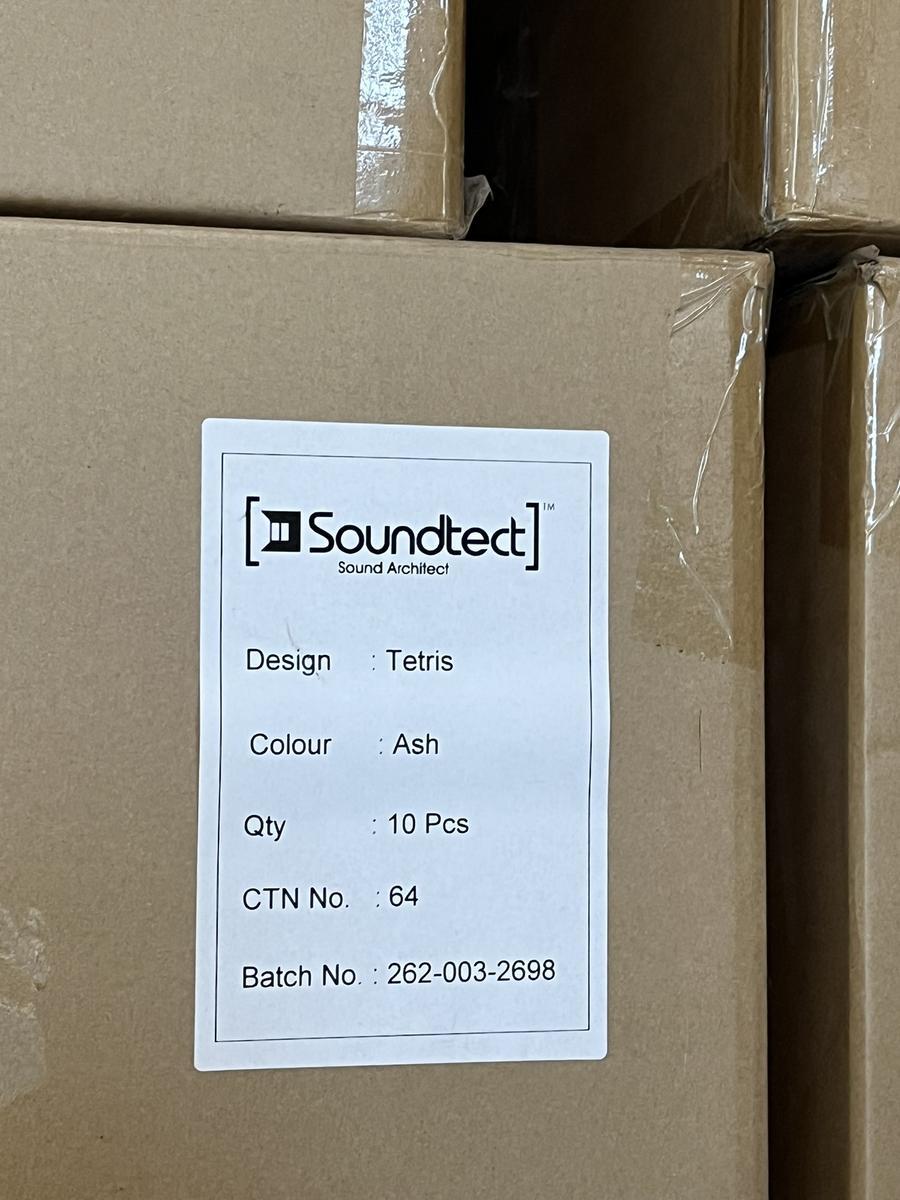 [Soundtect]™
Sound Architect
Design : Tetris
Colour : Ash
Qty : 10 Pcs
CTN No. : 64
Batch No. : 262-003-2698